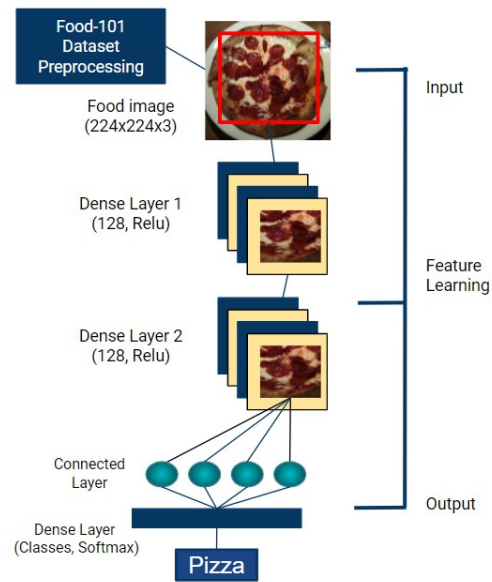 Food-101
Dataset
Preprocessing
Food image
(224x224x3)
Input
Dense Layer 1
(128, Relu)
Feature
Learning
Dense Layer 2
(128, Relu)
Connected
Layer
Output
Dense Layer
(Classes, Softmax)
Pizza